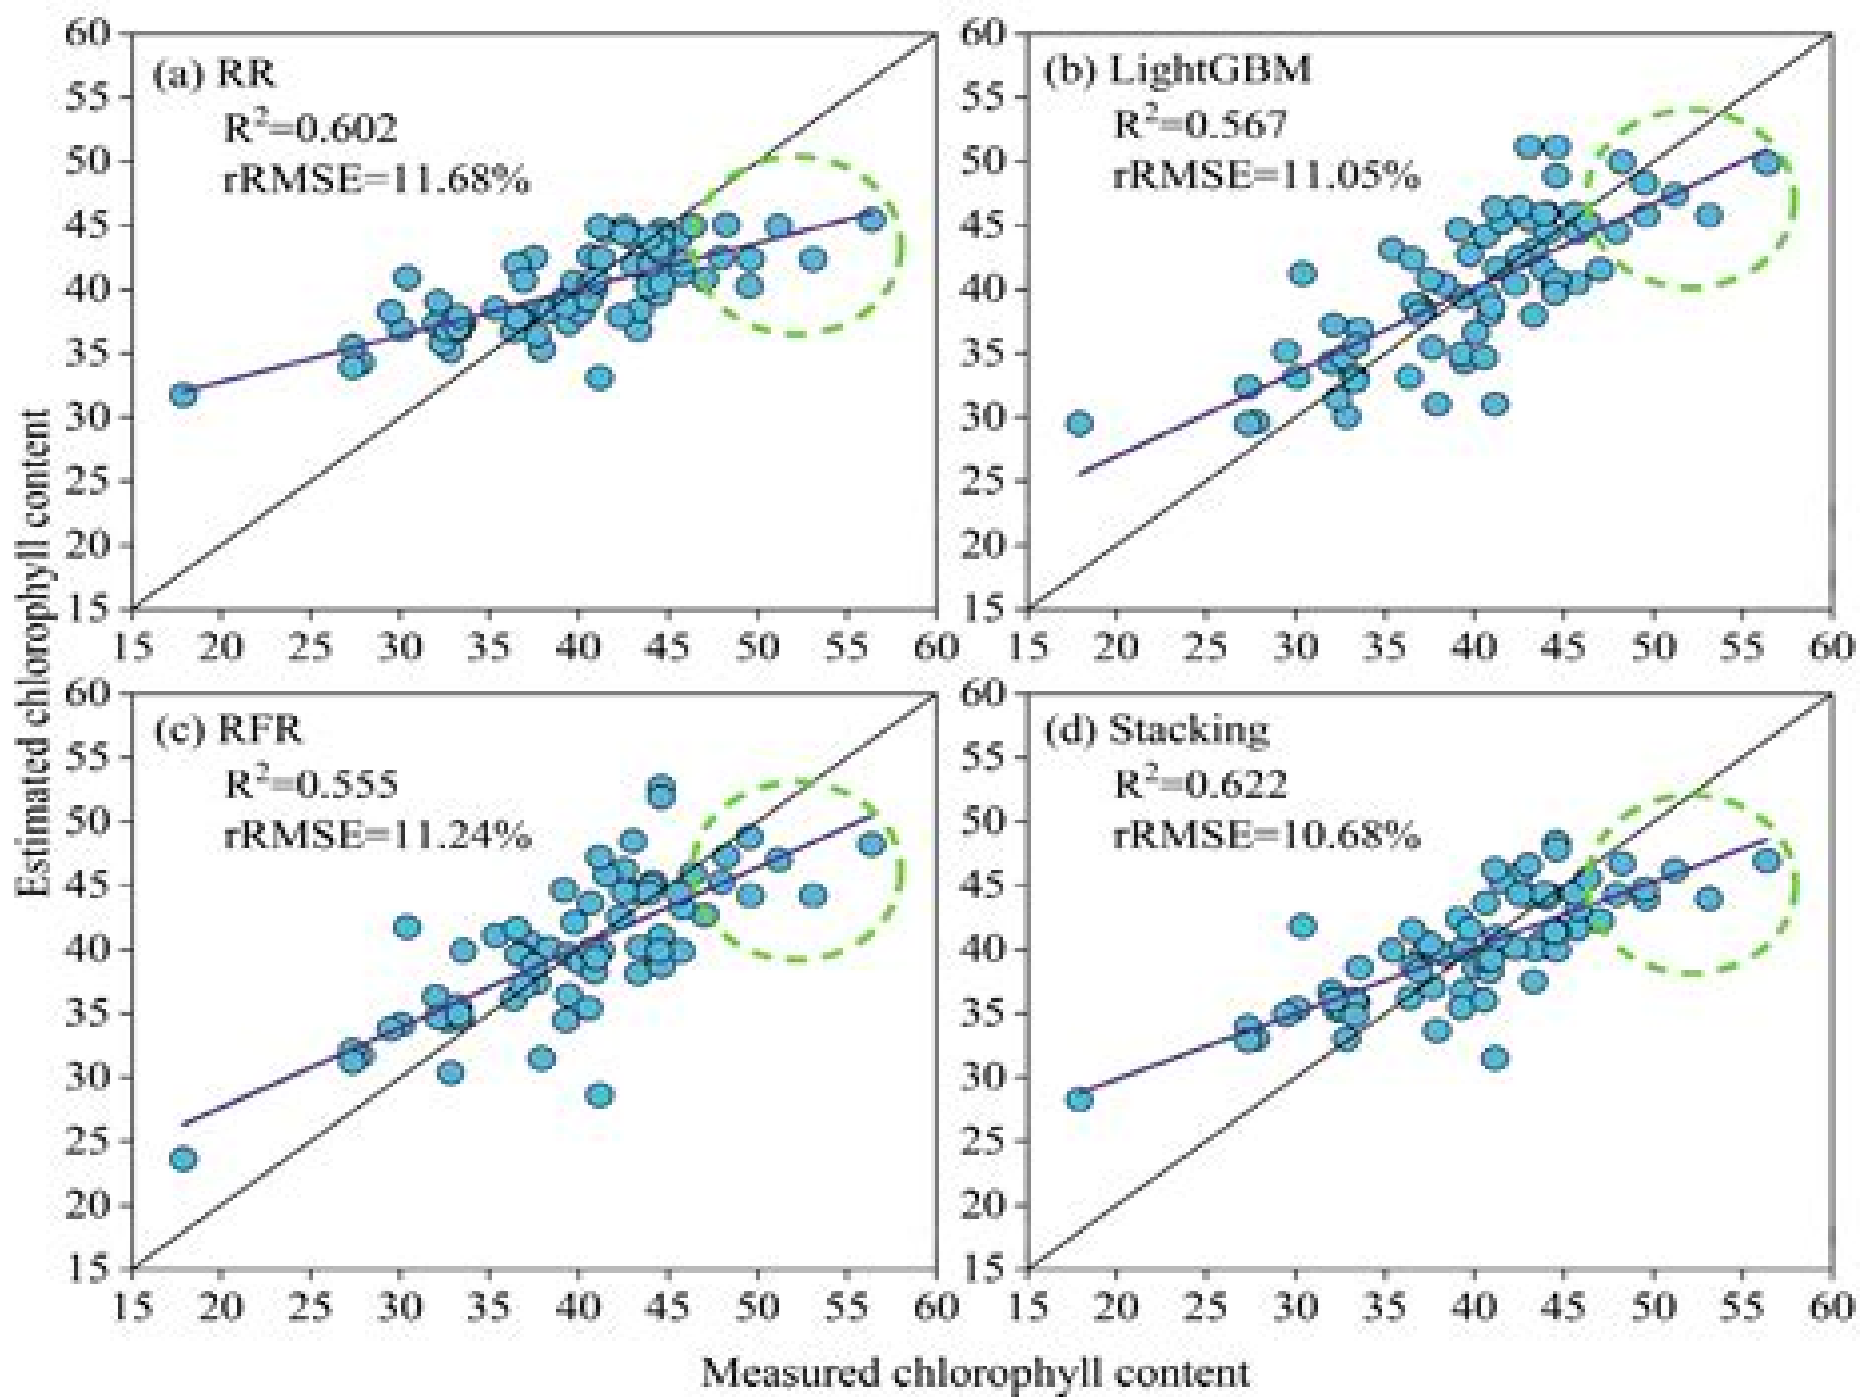 (a) RR
R²=0.602
rRMSE=11.68%
60
55
50
45
40
35
30
25
20
15
15 20 25 30 35 40 45 50 55 60
(b) LightGBM
R²=0.567
rRMSE=11.05%
60
55
50
45
40
35
30
25
20
15
15 20 25 30 35 40 45 50 55 60
Estimated chlorophyll content
(c) RFR
R²=0.555
rRMSE=11.24%
60
55
50
45
40
35
30
25
20
15
15 20 25 30 35 40 45 50 55 60
(d) Stacking
R²=0.622
rRMSE=10.68%
60
55
50
45
40
35
30
25
20
15
15 20 25 30 35 40 45 50 55 60
Measured chlorophyll content